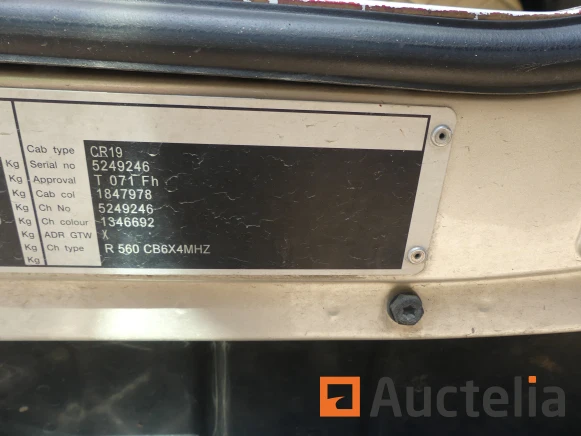 Cab type CR19
Kg Serial no 5249246
Kg Approval T 071 Fh
Kg Cab col 1847978
Kg Ch No 5249246
Kg Ch colour 1346692
Kg ADR GTW X
Kg Ch type R 560 CB6X4MHZ
Kg
Auctelia